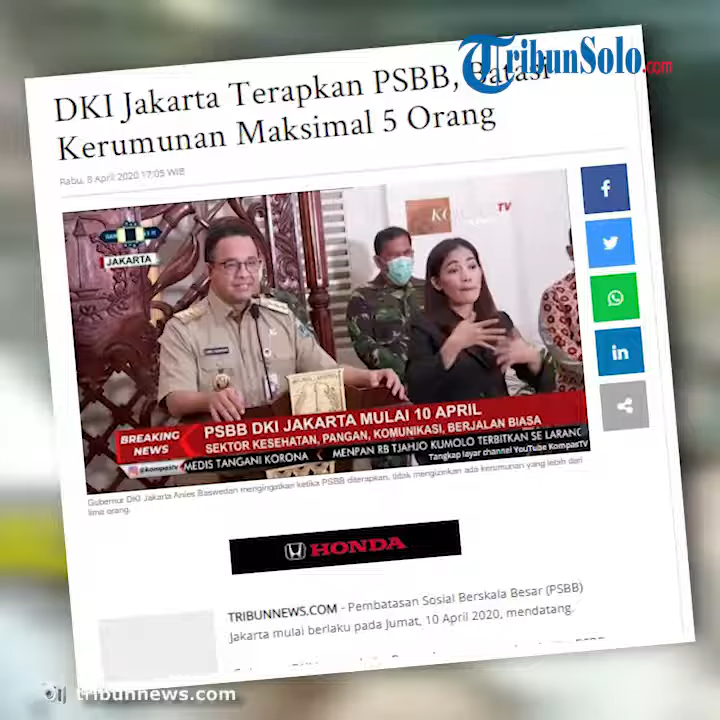 TribunSolo.com
DKI Jakarta Terapkan PSBB, Batasi
Kerumunan Maksimal 5 Orang
Rabu, 8 April 2020 17:05 WIB
KOMPAS TV
JAKARTA
BREAKING
NEWS
PSBB DKI JAKARTA MULAI 10 APRIL
SEKTOR KESEHATAN, PANGAN, KOMUNIKASI, BERJALAN BIASA
@kompastv
MEDIS TANGANI KORONA
MENPAN RB TJAHJO KUMOLO TERBITKAN SE LARANG
Tangkap layar channel YouTube KompasTV
Gubernur DKI Jakarta Anies Baswedan mengingatkan ketika PSBB diterapkan, tidak mengizinkan ada kerumunan yang lebih dari
lima orang.
HONDA
TRIBUNNEWS.COM - Pembatasan Sosial Berskala Besar (PSBB)
Jakarta mulai berlaku pada Jumat, 10 April 2020, mendatang.
tribunnews.com